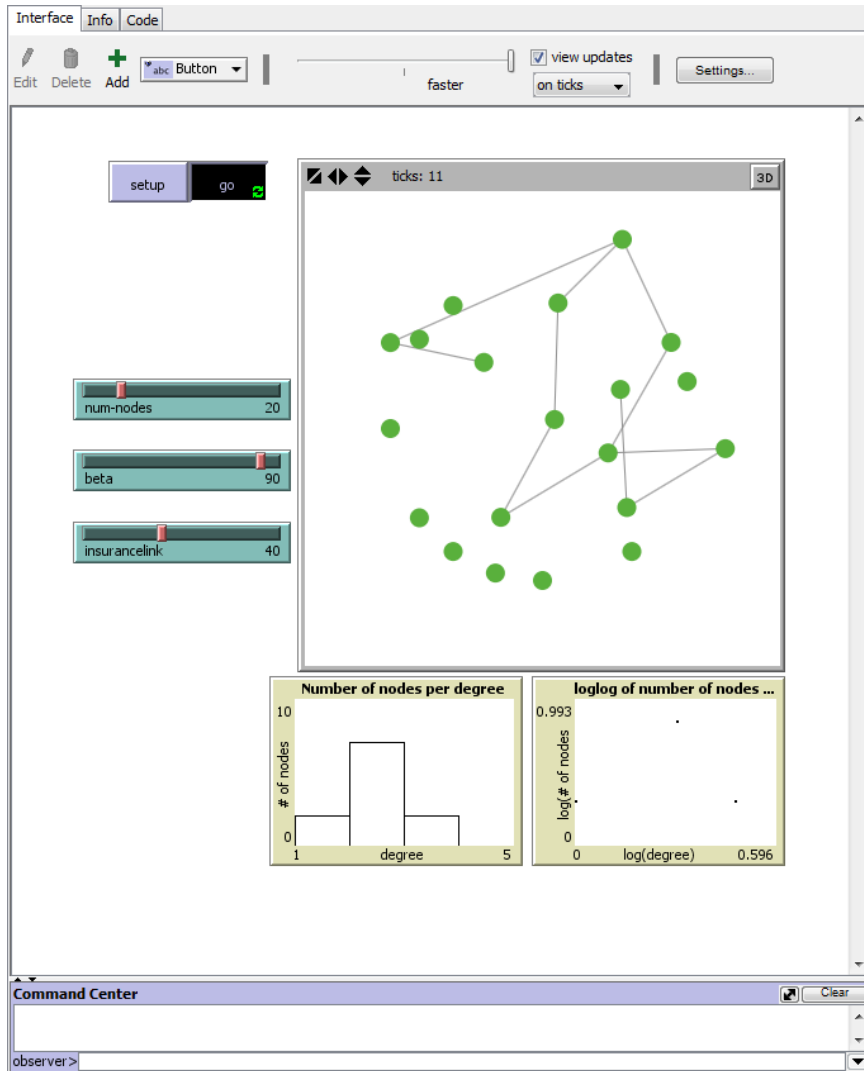 Interface Info Code
Edit Delete Add abc Button faster view updates on ticks Settings...
setup go
ticks: 11 3D
num-nodes 20
beta 90
insurancelink 40
Number of nodes per degree
10
# of nodes
0
1 degree 5
loglog of number of nodes ...
0.993
log(# of nodes
0
0 log(degree) 0.596
Command Center Clear
observer>